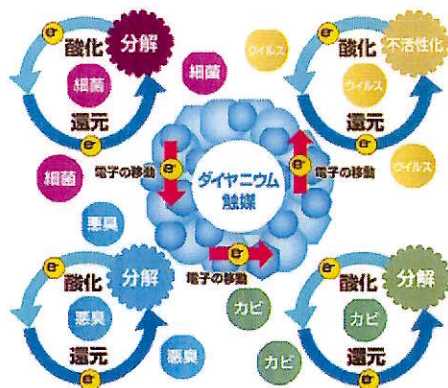 e-
酸化
分解
細菌
還元
e-
細菌
ウイルス
e-
酸化
不活性化
ウイルス
還元
e-
細菌
電子の移動
e-
ダイヤニウム
触媒
e-
電子の移動
ウイルス
悪臭
e-
電子の移動
e-
酸化
分解
悪臭
還元
e-
悪臭
カビ
カビ
e-
酸化
分解
カビ
還元
e-